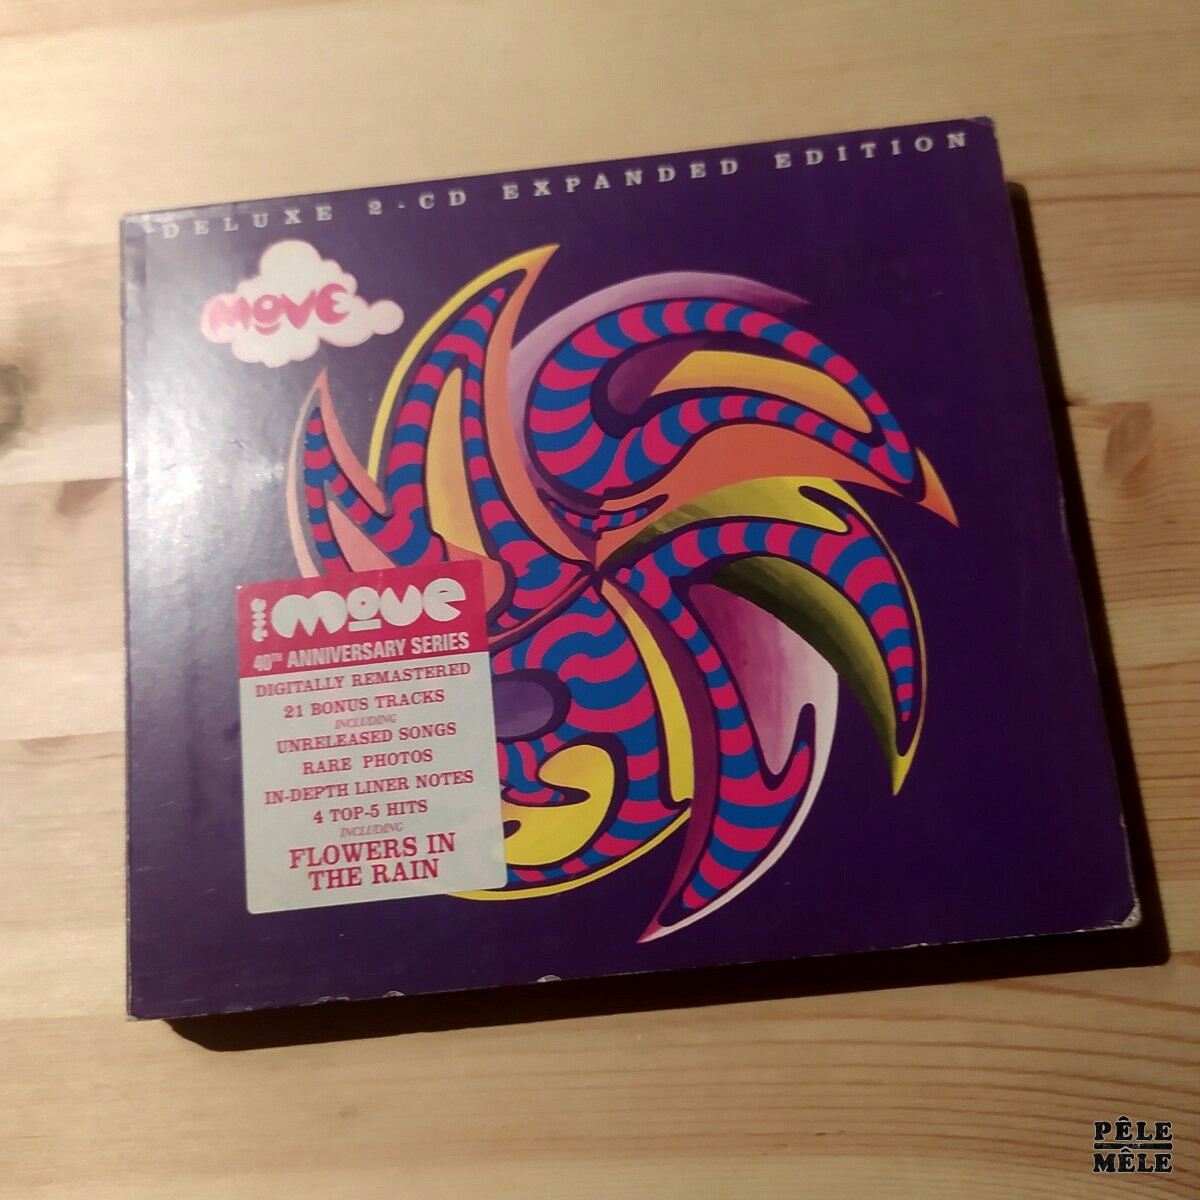 DELUXE 2-CD EXPANDED EDITION
MOVE
THE MOVE
40TH ANNIVERSARY SERIES
DIGITALLY REMASTERED
21 BONUS TRACKS
INCLUDING
UNRELEASED SONGS
RARE PHOTOS
IN-DEPTH LINER NOTES
4 TOP-5 HITS
INCLUDING
FLOWERS IN
THE RAIN
PÊLE
MÊLE